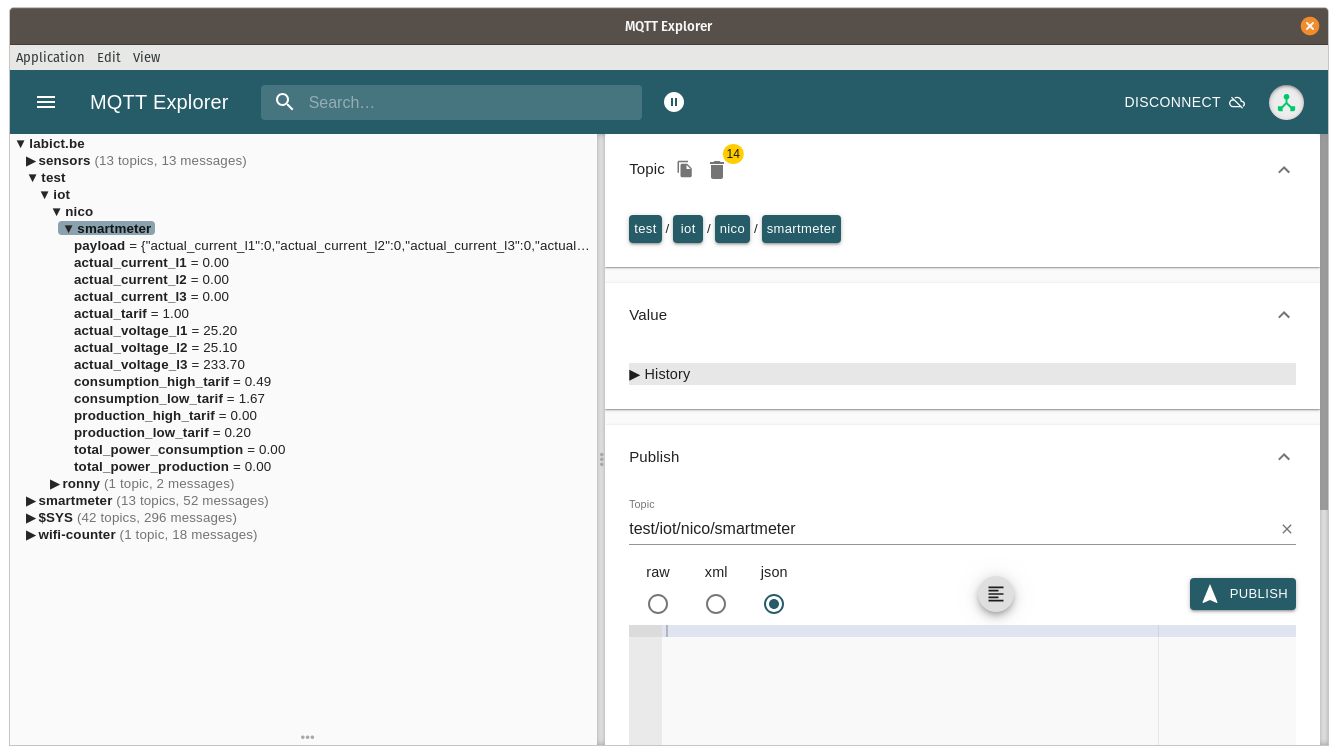 MQTT Explorer
Application Edit View
MQTT Explorer Search… DISCONNECT
▼ labict.be
▶ sensors (13 topics, 13 messages)
▼ test
▼ iot
▼ nico
▼ smartmeter
payload = {"actual_current_l1":0,"actual_current_l2":0,"actual_current_l3":0,"actual…
actual_current_l1 = 0.00
actual_current_l2 = 0.00
actual_current_l3 = 0.00
actual_tarif = 1.00
actual_voltage_l1 = 25.20
actual_voltage_l2 = 25.10
actual_voltage_l3 = 233.70
consumption_high_tarif = 0.49
consumption_low_tarif = 1.67
production_high_tarif = 0.00
production_low_tarif = 0.20
total_power_consumption = 0.00
total_power_production = 0.00
▶ ronny (1 topic, 2 messages)
▶ smartmeter (13 topics, 52 messages)
▶ $SYS (42 topics, 296 messages)
▶ wifi-counter (1 topic, 18 messages)
Topic 14
test / iot / nico / smartmeter
Value
▶ History
Publish
Topic
test/iot/nico/smartmeter
raw xml json
PUBLISH